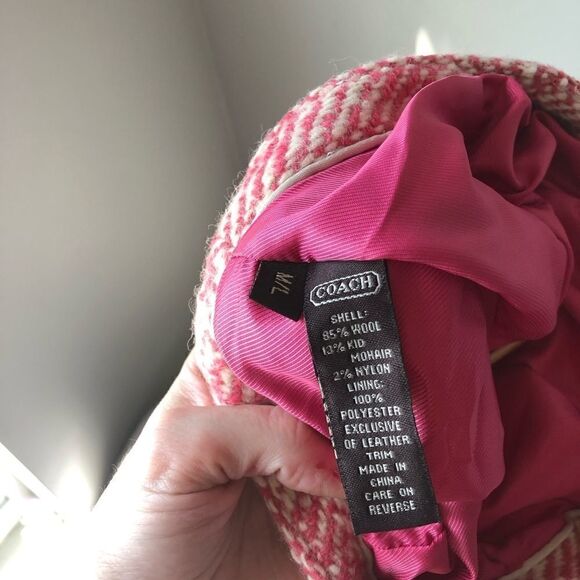 M/L
COACH
SHELL:
85% WOOL
13% KID
MOHAIR
2% NYLON
LINING:
100%
POLYESTER
EXCLUSIVE
OF LEATHER
TRIM
MADE IN
CHINA
CARE ON
REVERSE